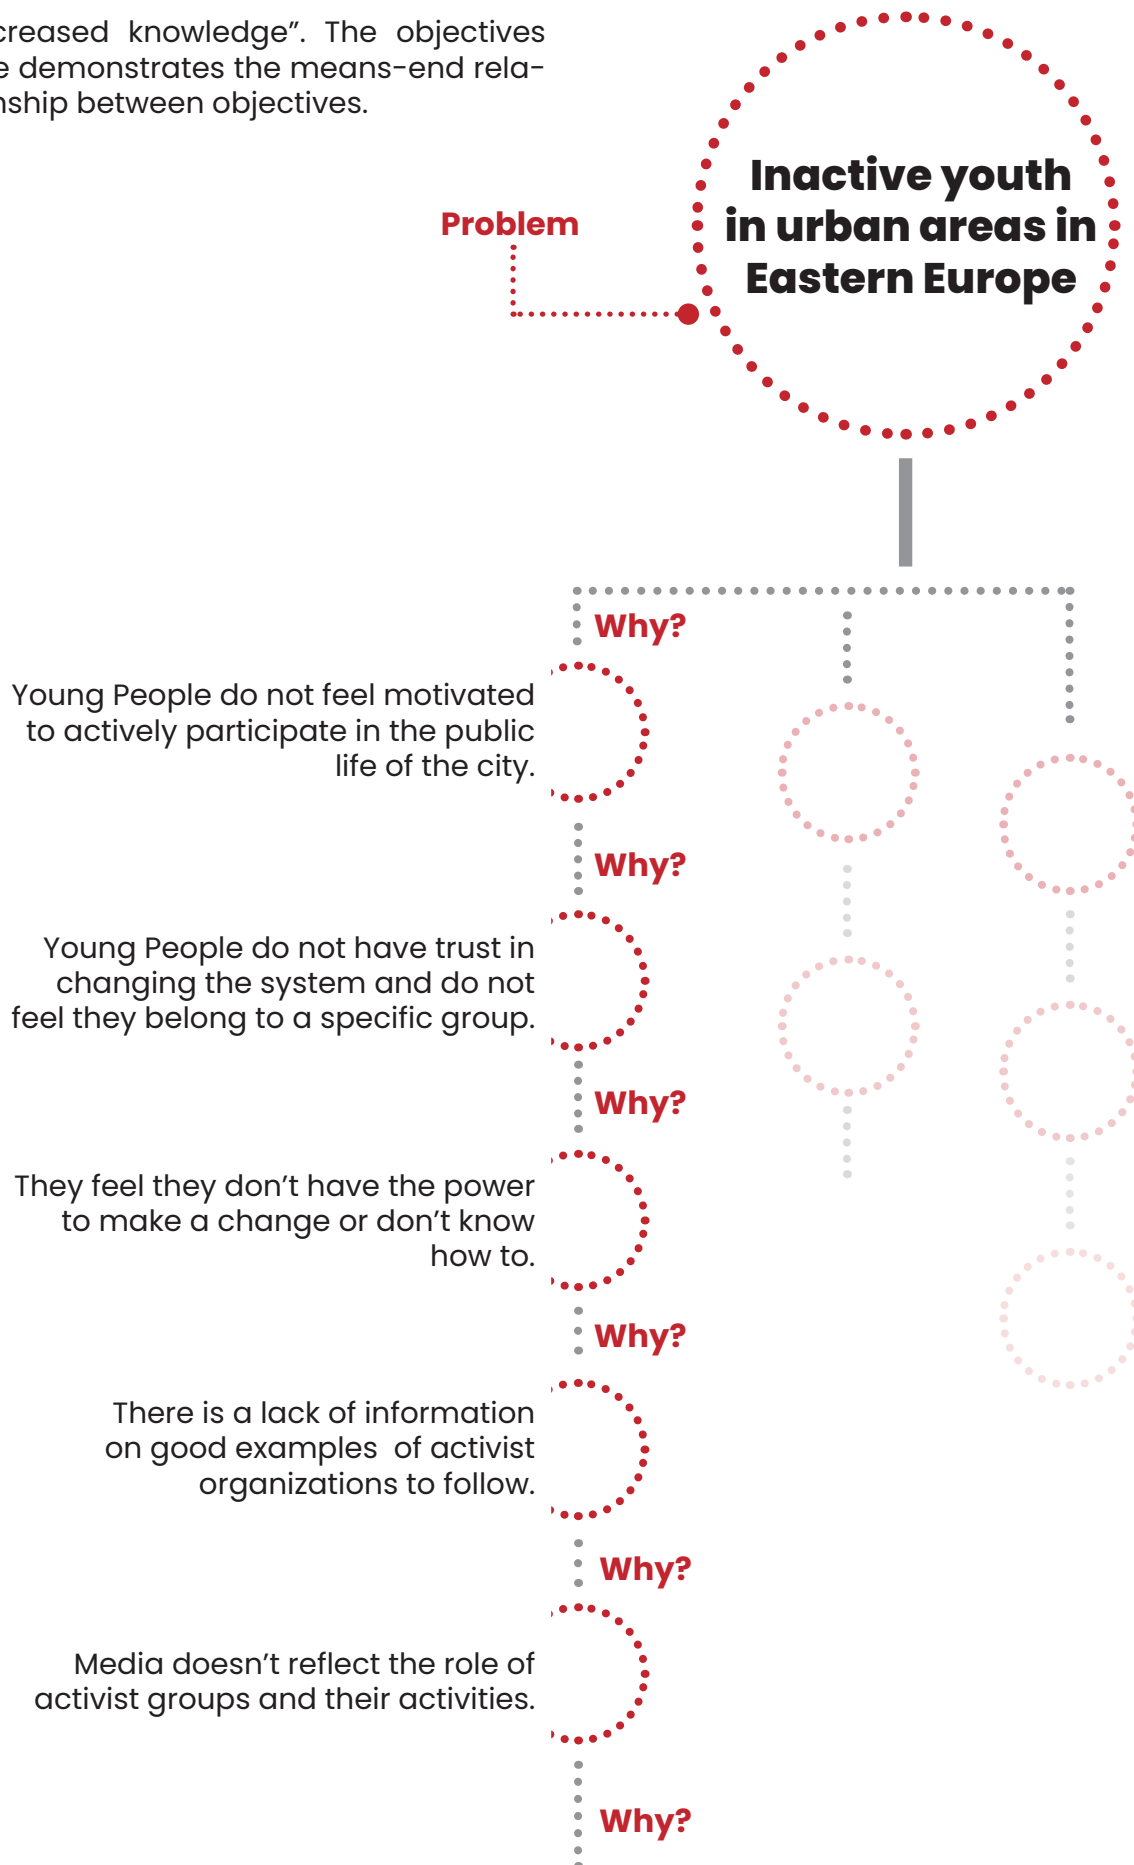 creased knowledge”. The objectives
e demonstrates the means-end rela-
nship between objectives.
Inactive youth
in urban areas in
Eastern Europe
Problem
Why?
Young People do not feel motivated
to actively participate in the public
life of the city.
Why?
Young People do not have trust in
changing the system and do not
feel they belong to a specific group.
Why?
They feel they don’t have the power
to make a change or don’t know
how to.
Why?
There is a lack of information
on good examples of activist
organizations to follow.
Why?
Media doesn’t reflect the role of
activist groups and their activities.
Why?